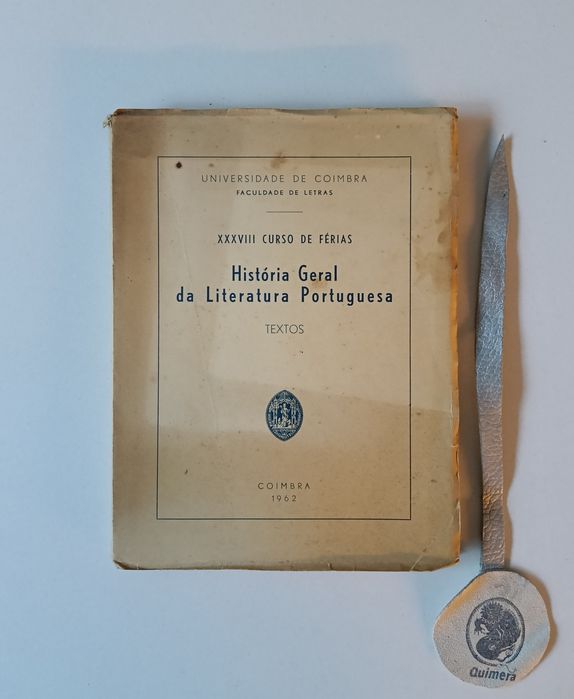 UNIVERSIDADE DE COIMBRA
FACULDADE DE LETRAS
XXXVIII CURSO DE FÉRIAS
História Geral
da Literatura Portuguesa
TEXTOS
COIMBRA
1962
Quimera